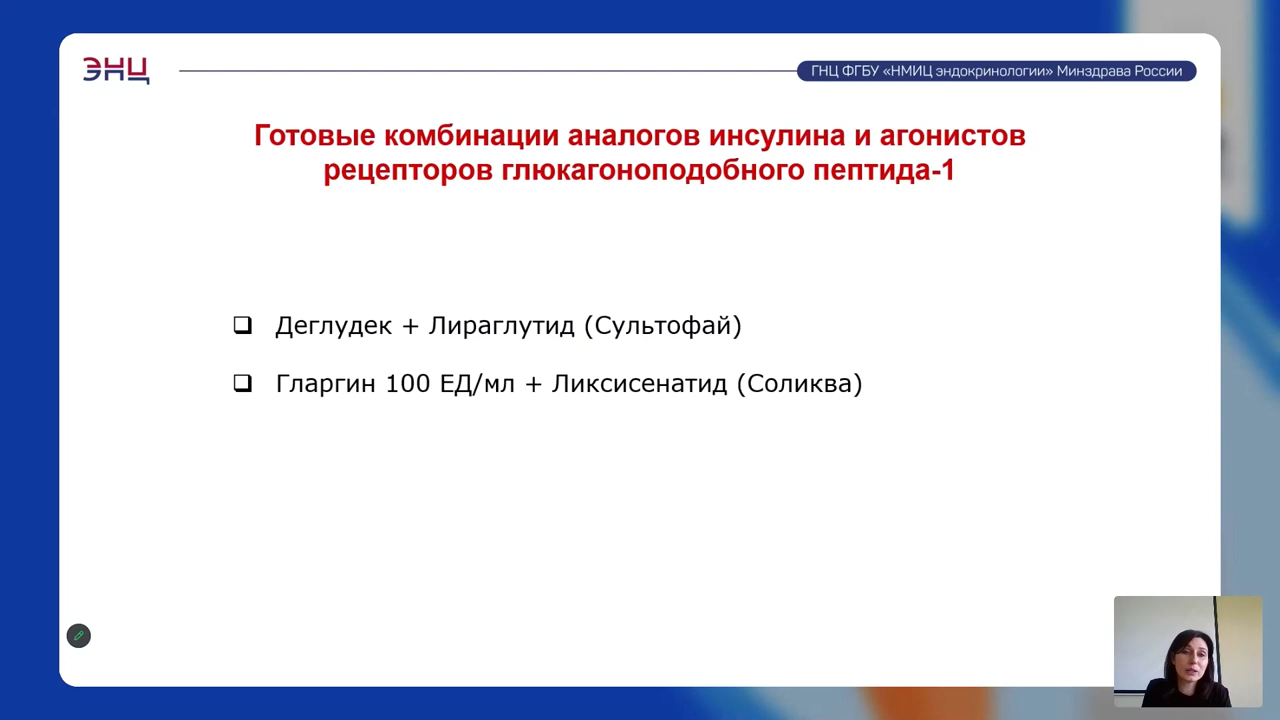 ЭНЦ
ГНЦ ФГБУ «НМИЦ эндокринологии» Минздрава России
Готовые комбинации аналогов инсулина и агонистов
рецепторов глюкагоноподобного пептида-1
Деглудек + Лираглутид (Сультофай)
Гларгин 100 ЕД/мл + Ликсисенатид (Соликва)